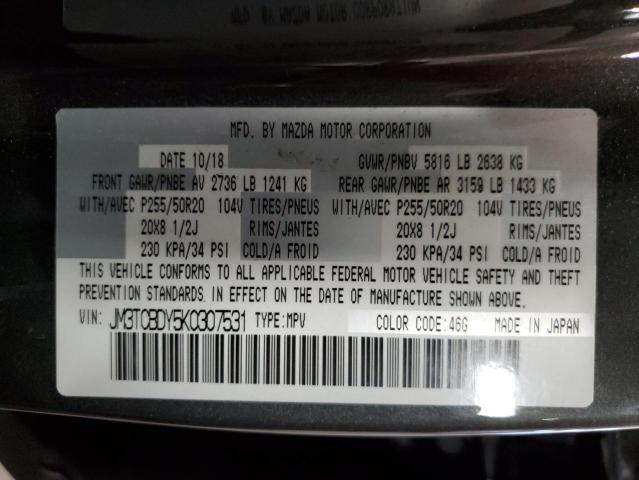 MFD. BY MAZDA MOTOR CORPORATION
DATE 10/18 GVWR/PNBV 5816 LB 2638 KG
FRONT GAWR/PNBE AV 2736 LB 1241 KG REAR GAWR/PNBE AR 3159 LB 1433 KG
WITH/AVEC P255/50R20 104V TIRES/PNEUS WITH/AVEC P255/50R20 104V TIRES/PNEUS
20X8 1/2J RIMS/JANTES 20X8 1/2J RIMS/JANTES
230 KPA/34 PSI COLD/A FROID 230 KPA/34 PSI COLD/A FROID
THIS VEHICLE CONFORMS TO ALL APPLICABLE FEDERAL MOTOR VEHICLE SAFETY AND THEFT
PREVENTION STANDARDS IN EFFECT ON THE DATE OF MANUFACTURE SHOWN ABOVE.
VIN: JM3TCBDY5K0307531 TYPE:MPV COLOR CODE:46G MADE IN JAPAN